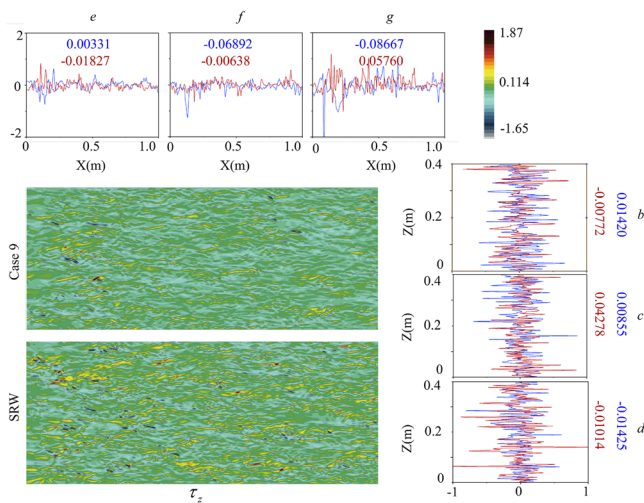 e f g
2 0 -2
0.00331
-0.01827
-0.06892
-0.00638
-0.08667
0.05760
0 0.5 1.0 0 0.5 1.0 0 0.5 1.0
X(m) X(m) X(m)
1.87
0.114
-1.65
Case 9
SRW
τz
0.4
0.2
0
Z(m)
0.01420
-0.00772
b
0.4
0.2
0
Z(m)
0.00855
0.04278
c
0.4
0.2
0
Z(m)
-0.01425
-0.01014
d
-1 0 1